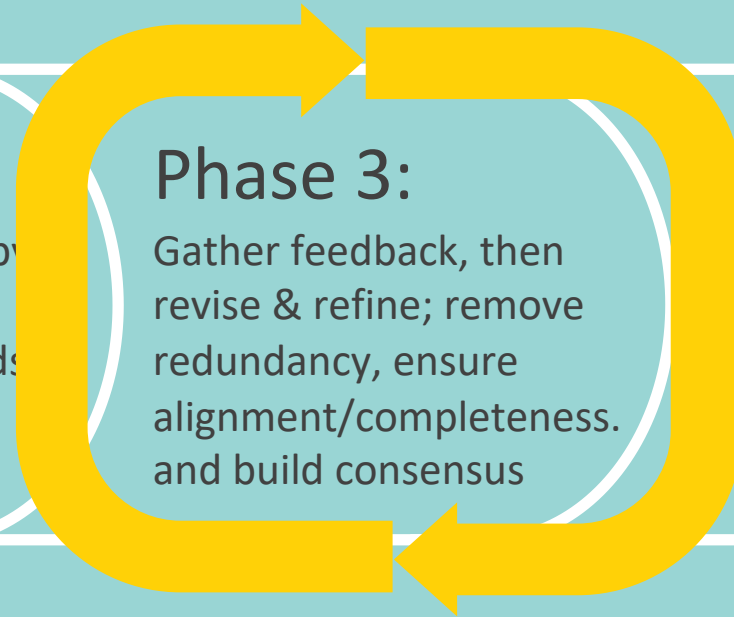 Phase 3:
Gather feedback, then
revise & refine; remove
redundancy, ensure
alignment/completeness.
and build consensus